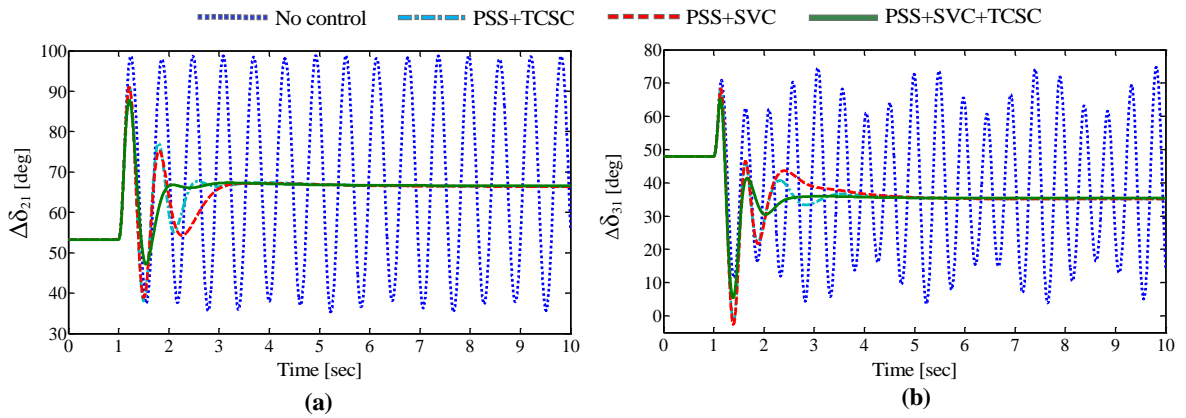 No control PSS+TCSC PSS+SVC PSS+SVC+TCSC
100
90
80
70
60
50
40
30
Δδ21 [deg]
0 1 2 3 4 5 6 7 8 9 10
Time [sec]
(a)
80
70
60
50
40
30
20
10
0
Δδ31 [deg]
0 1 2 3 4 5 6 7 8 9 10
Time [sec]
(b)